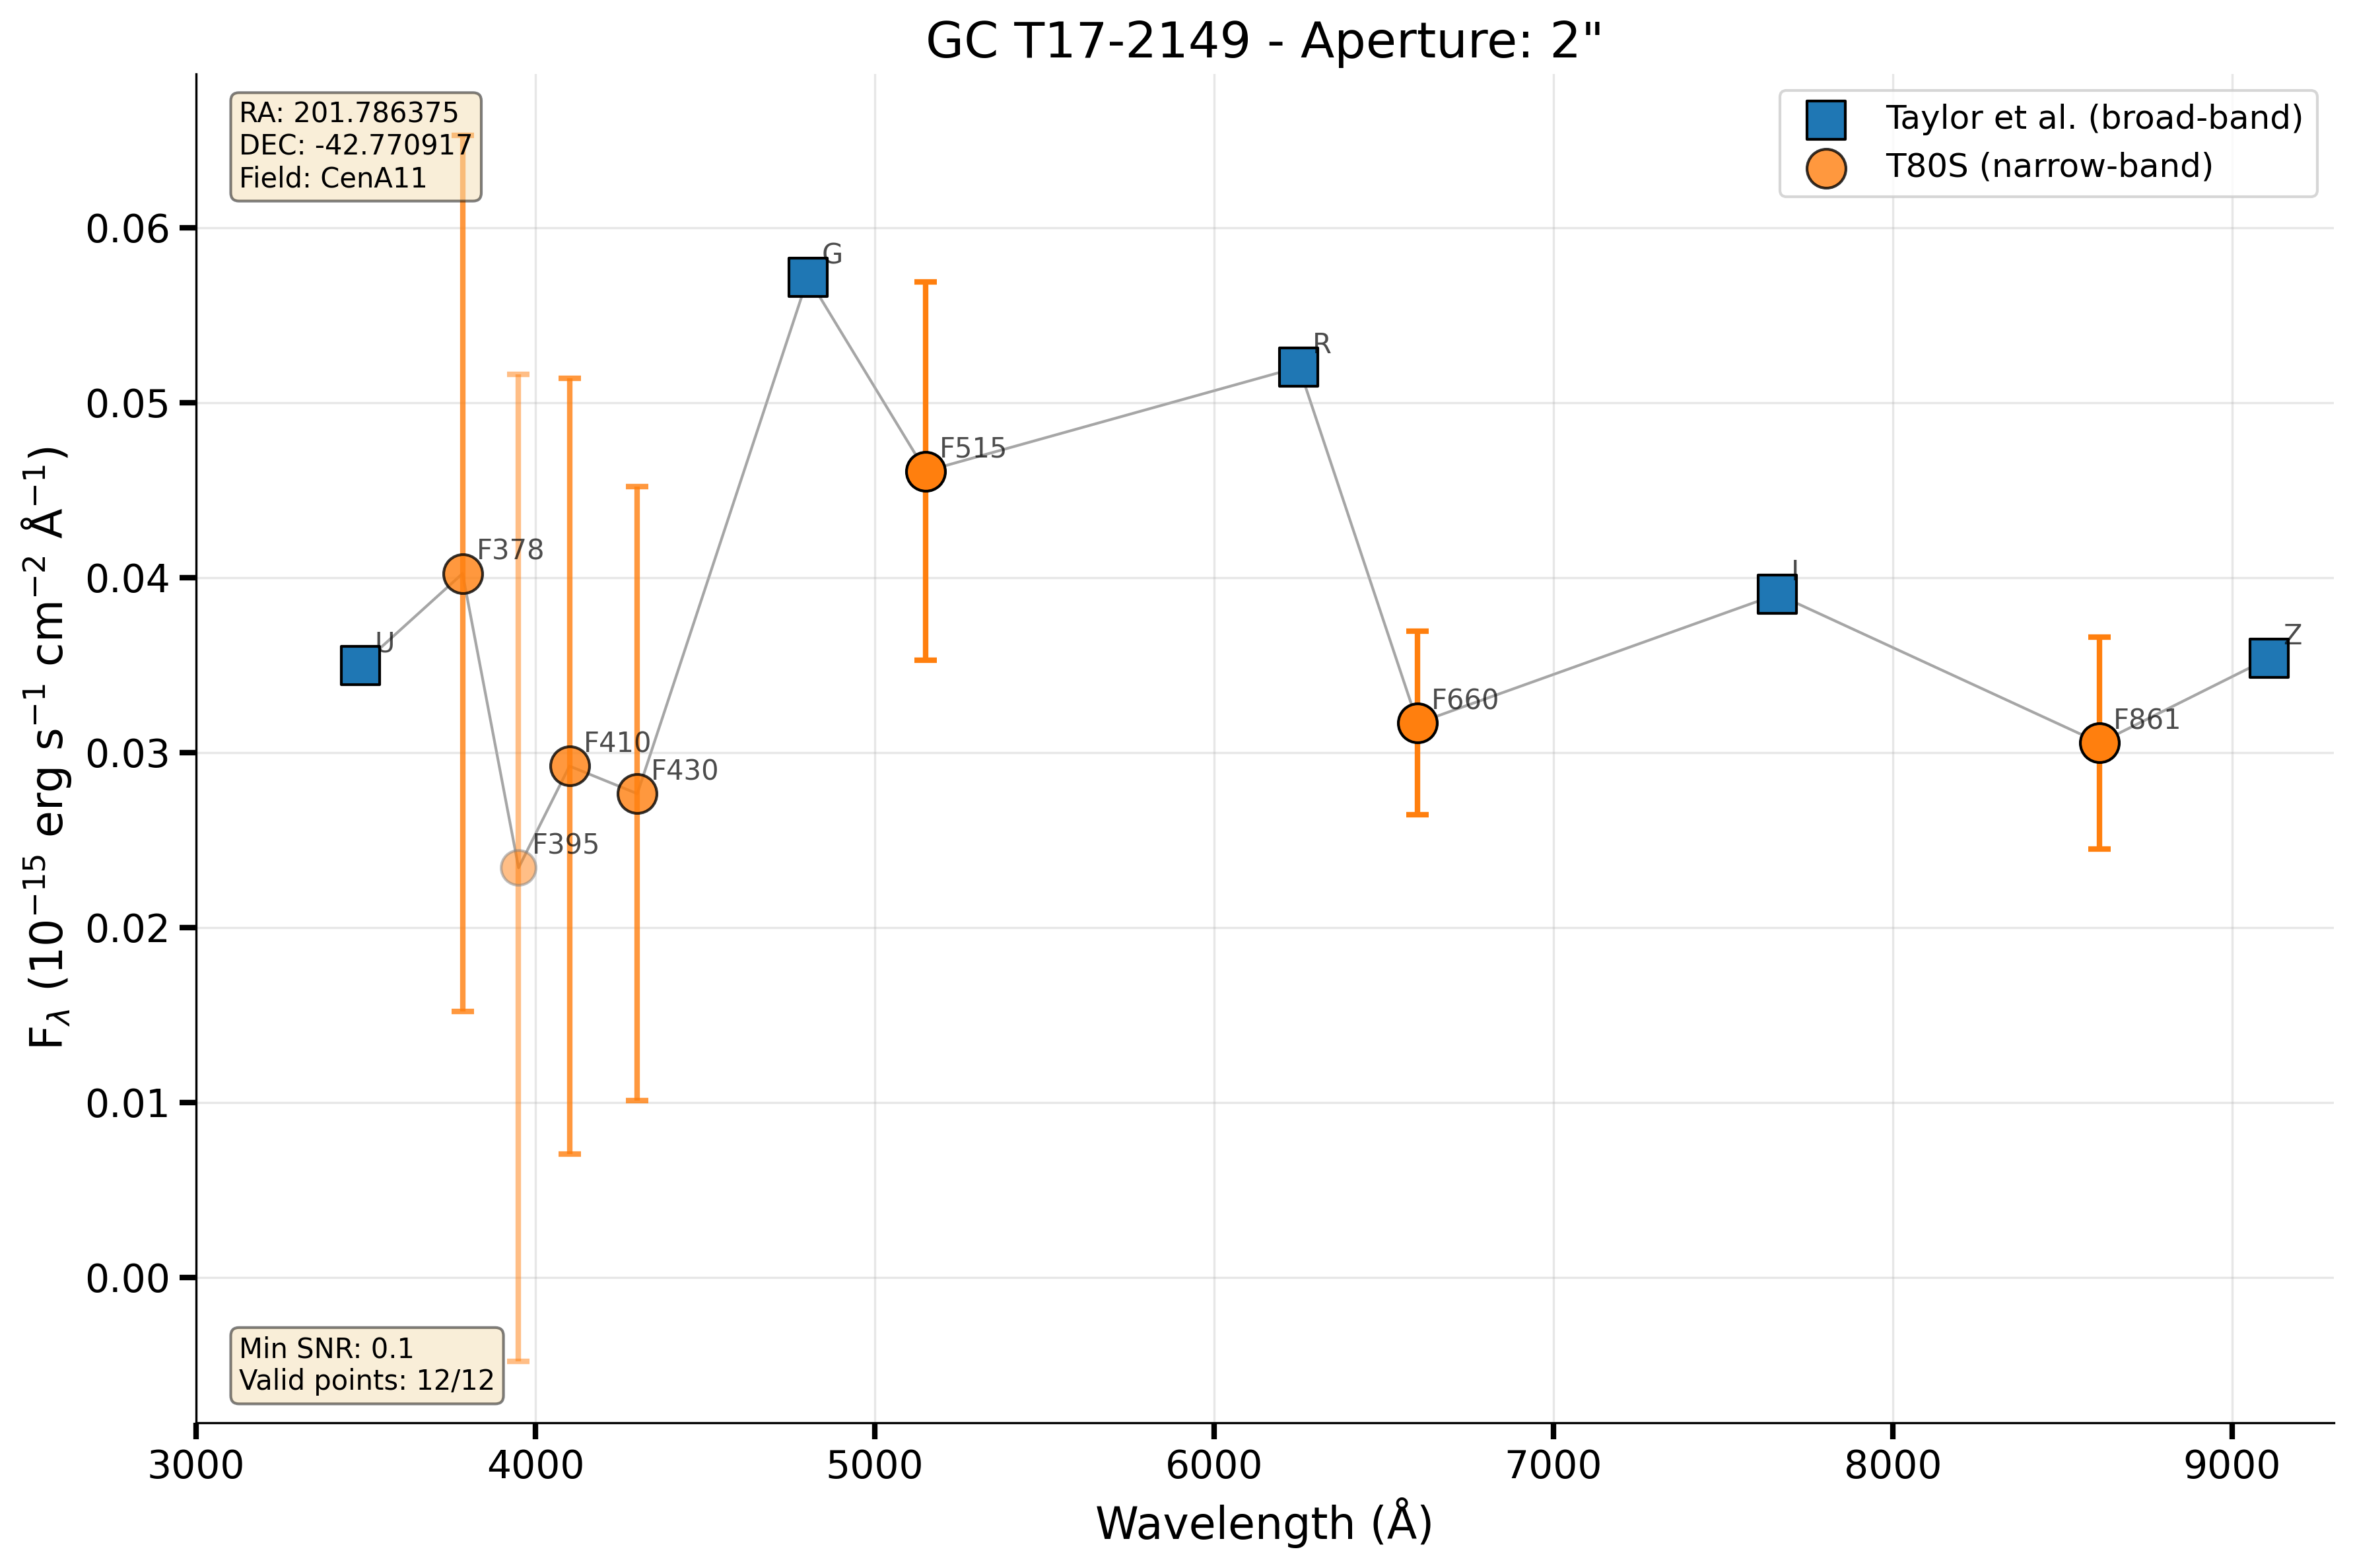 GC T17-2149 - Aperture: 2"
RA: 201.786375
DEC: -42.770917
Field: CenA11
Taylor et al. (broad-band)
T80S (narrow-band)
G
R
F515
F378
I
U
Z
F660
F861
F410
F430
F395
0.06
0.05
0.04
0.03
0.02
0.01
0.00
F_λ (10⁻¹⁵ erg s⁻¹ cm⁻² Å⁻¹)
Min SNR: 0.1
Valid points: 12/12
3000 4000 5000 6000 7000 8000 9000
Wavelength (Å)